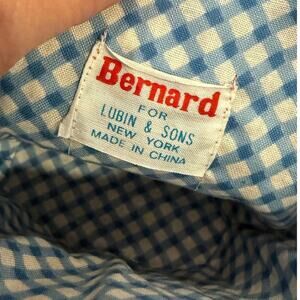 Bernard
FOR
LUBIN & SONS
NEW YORK
MADE IN CHINA